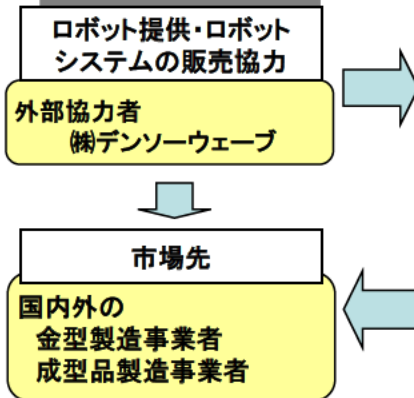 ロボット提供・ロボット
システムの販売協力
外部協力者
㈱デンソーウェーブ
市場先
国内外の
金型製造事業者
成型品製造事業者